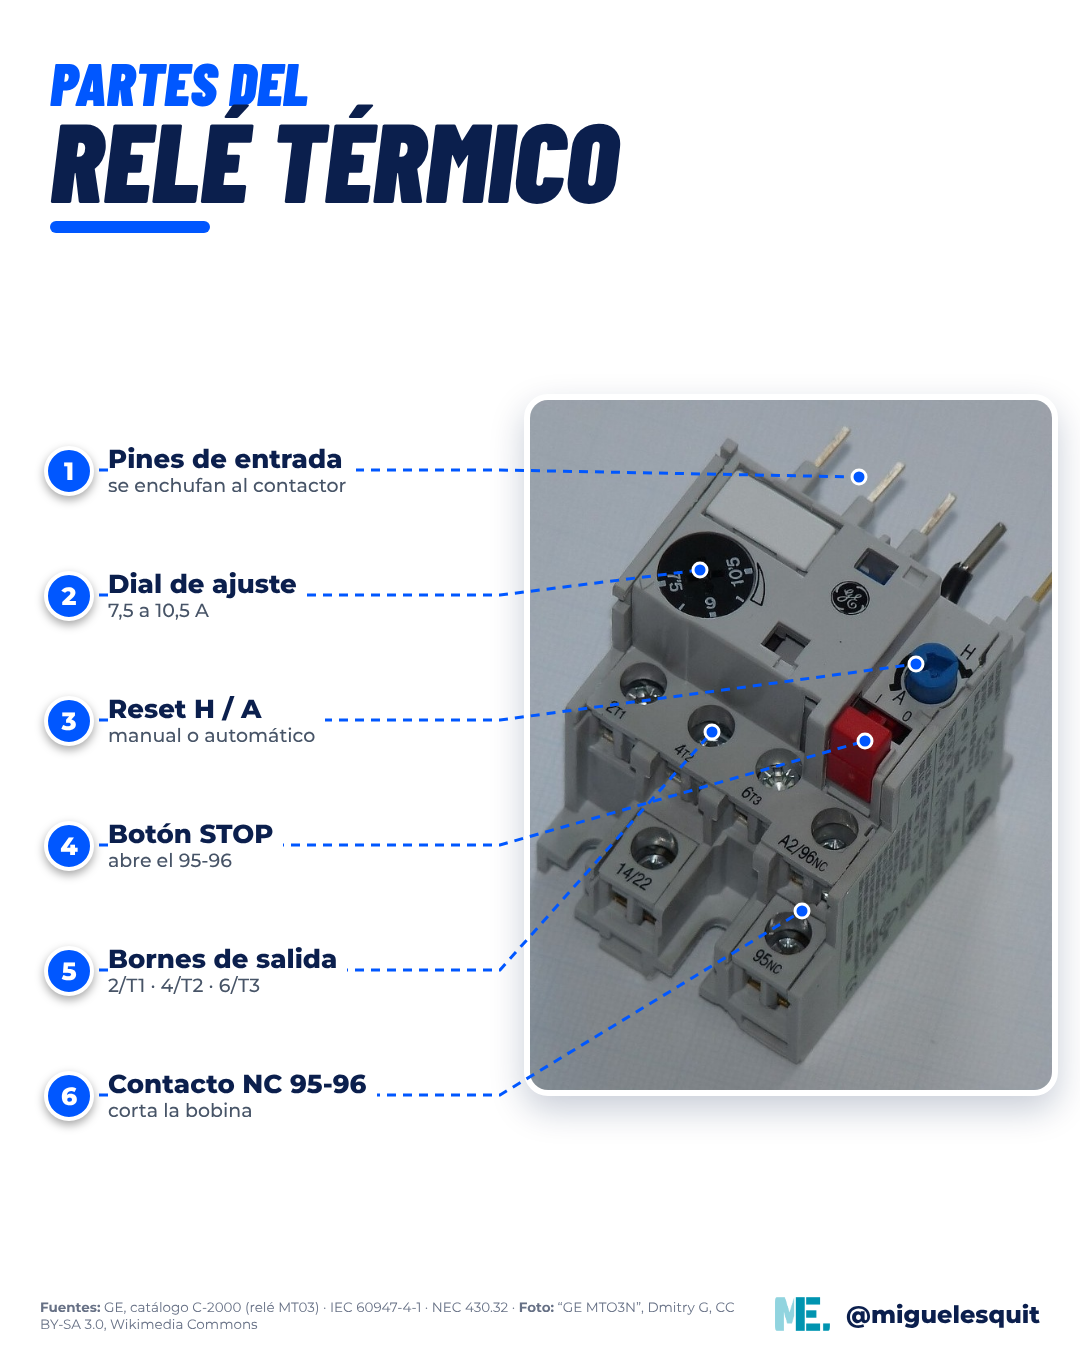 PARTES DEL
RELÉ TÉRMICO
1
Pines de entrada
se enchufan al contactor
2
Dial de ajuste
7,5 a 10,5 A
3
Reset H / A
manual o automático
4
Botón STOP
abre el 95-96
5
Bornes de salida
2/T1 · 4/T2 · 6/T3
6
Contacto NC 95-96
corta la bobina
10.5
9
7.5
GE
H
A
I
0
2T1
4T2
6T3
A2/96NC
14/22
95NC
Fuentes: GE, catálogo C-2000 (relé MT03) · IEC 60947-4-1 · NEC 430.32 · Foto: “GE MTO3N”, Dmitry G, CC
BY-SA 3.0, Wikimedia Commons
ME.
@miguelesquit